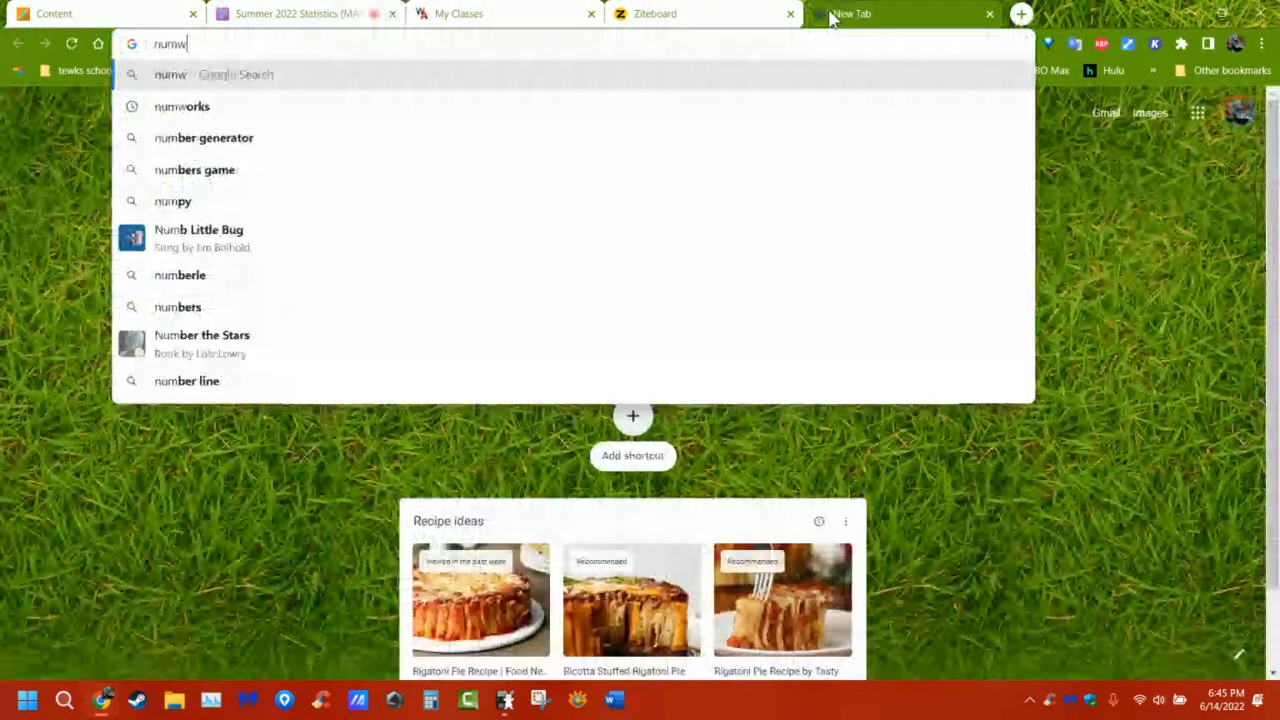 Content
Summer 2022 Statistics (MA
My Classes
Ziteboard
New Tab
numw
tewks schoo
BO Max
Hulu
»
Other bookmarks
numw - Google Search
numworks
number generator
numbers game
numpy
Numb Little Bug
Song by Em Beihold
numberle
numbers
Number the Stars
Book by Lois Lowry
number line
Gmail
Images
Add shortcut
Recipe ideas
Viewed in the past week
Recommended
Recommended
Rigatoni Pie Recipe | Food Ne...
Ricotta Stuffed Rigatoni Pie
Rigatoni Pie Recipe by Tasty
6:45 PM
6/14/2022